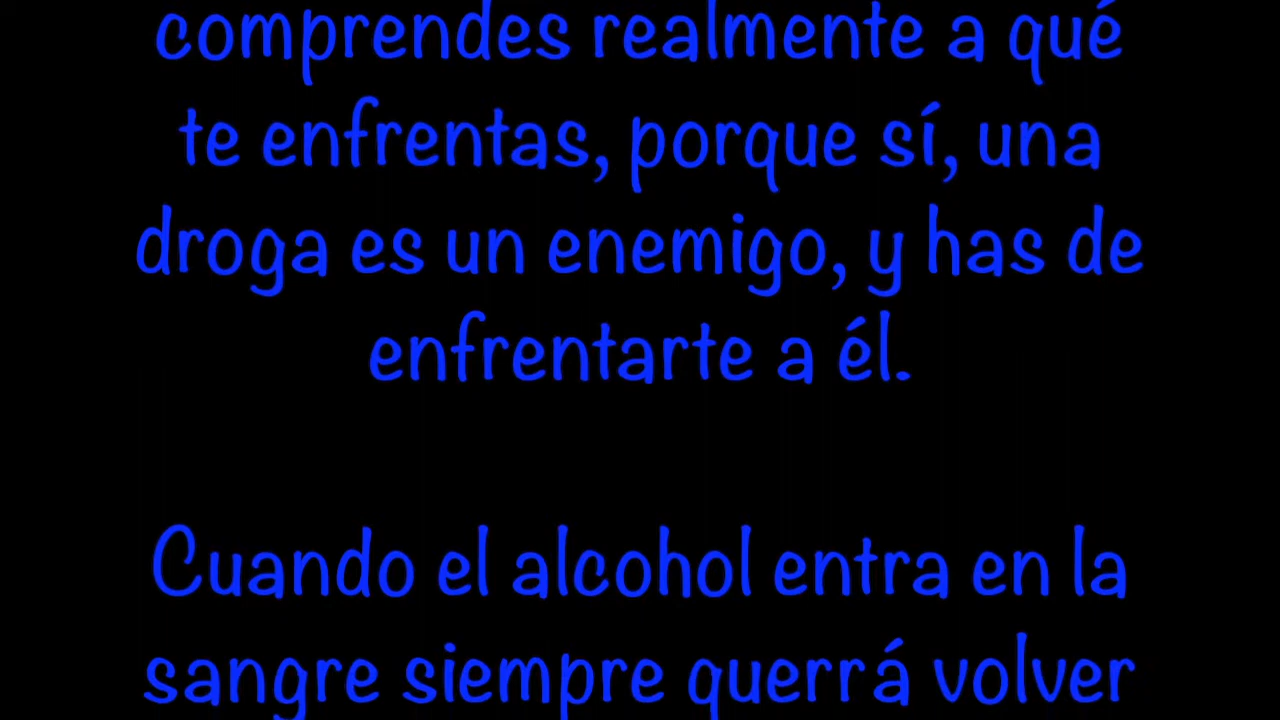 comprendes realmente a qué
te enfrentas, porque sí, una
droga es un enemigo, y has de
enfrentarte a él.
Cuando el alcohol entra en la
sangre siempre querrá volver